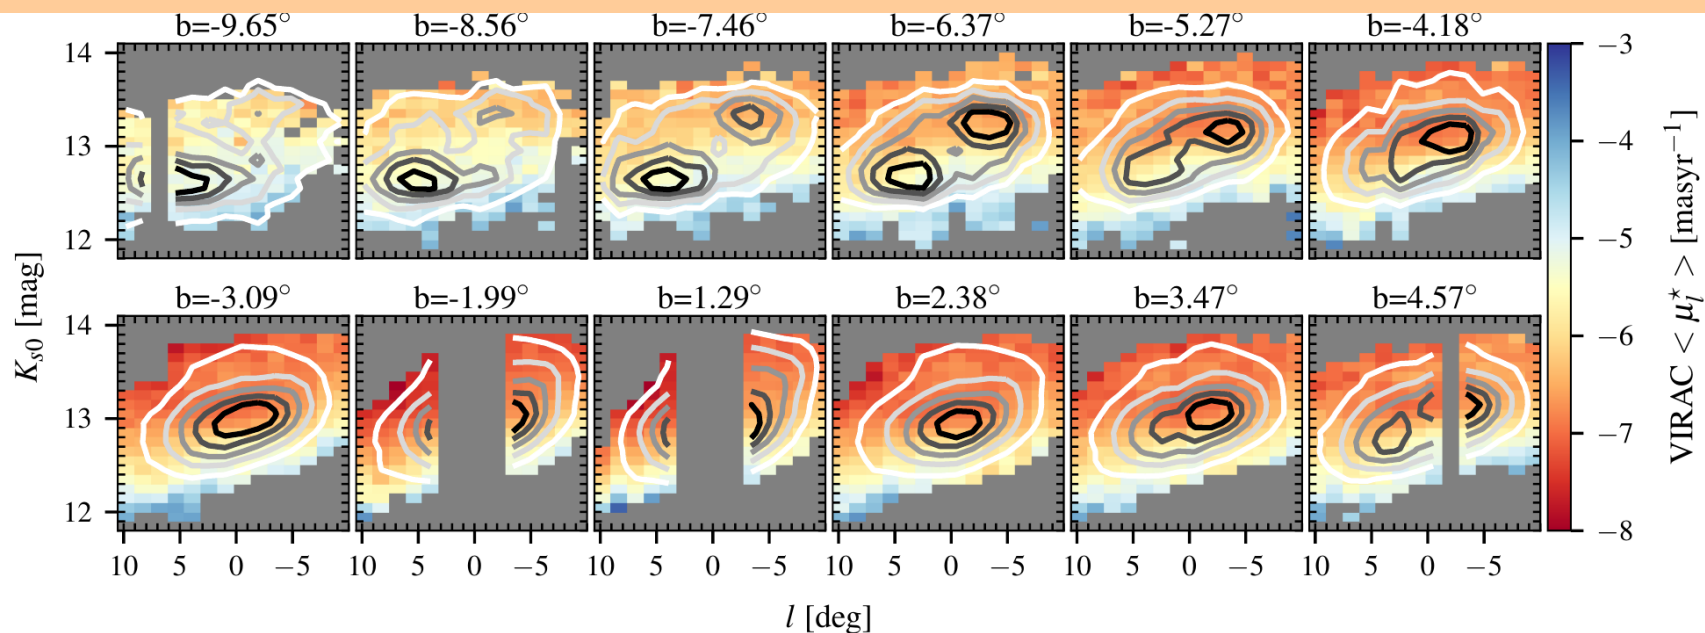 b=-9.65° b=-8.56° b=-7.46° b=-6.37° b=-5.27° b=-4.18°
14
13
12
b=-3.09° b=-1.99° b=1.29° b=2.38° b=3.47° b=4.57°
14
13
12
10 5 0 −5 10 5 0 −5 10 5 0 −5 10 5 0 −5 10 5 0 −5 10 5 0 −5
l [deg]
K_{s0} [mag]
−3
−4
−5
−6
−7
−8
VIRAC < μ_l^⋆ > [masyr⁻¹]